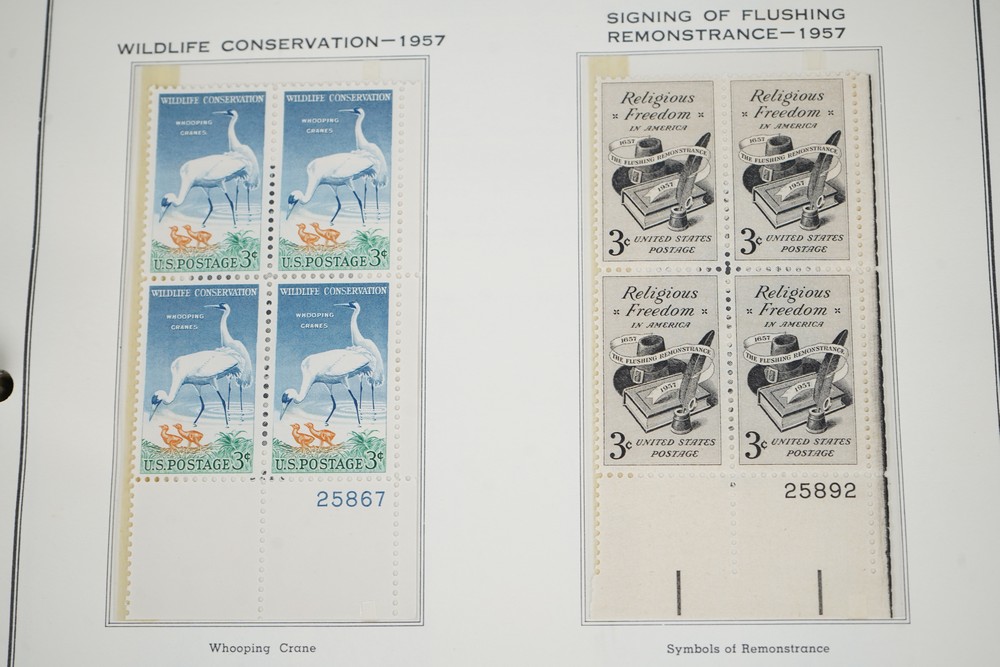 WILDLIFE CONSERVATION—1957
WILDLIFE CONSERVATION
WHOOPING
CRANES
U.S. POSTAGE 3¢
WILDLIFE CONSERVATION
WHOOPING
CRANES
U.S. POSTAGE 3¢
WILDLIFE CONSERVATION
WHOOPING
CRANES
U.S. POSTAGE 3¢
WILDLIFE CONSERVATION
WHOOPING
CRANES
U.S. POSTAGE 3¢
25867
Whooping Crane
SIGNING OF FLUSHING
REMONSTRANCE—1957
Religious
Freedom
IN AMERICA
1657
THE FLUSHING REMONSTRANCE
1957
3¢ UNITED STATES
POSTAGE
Religious
Freedom
IN AMERICA
1657
THE FLUSHING REMONSTRANCE
1957
3¢ UNITED STATES
POSTAGE
Religious
Freedom
IN AMERICA
1657
THE FLUSHING REMONSTRANCE
1957
3¢ UNITED STATES
POSTAGE
Religious
Freedom
IN AMERICA
1657
THE FLUSHING REMONSTRANCE
1957
3¢ UNITED STATES
POSTAGE
25892
Symbols of Remonstrance